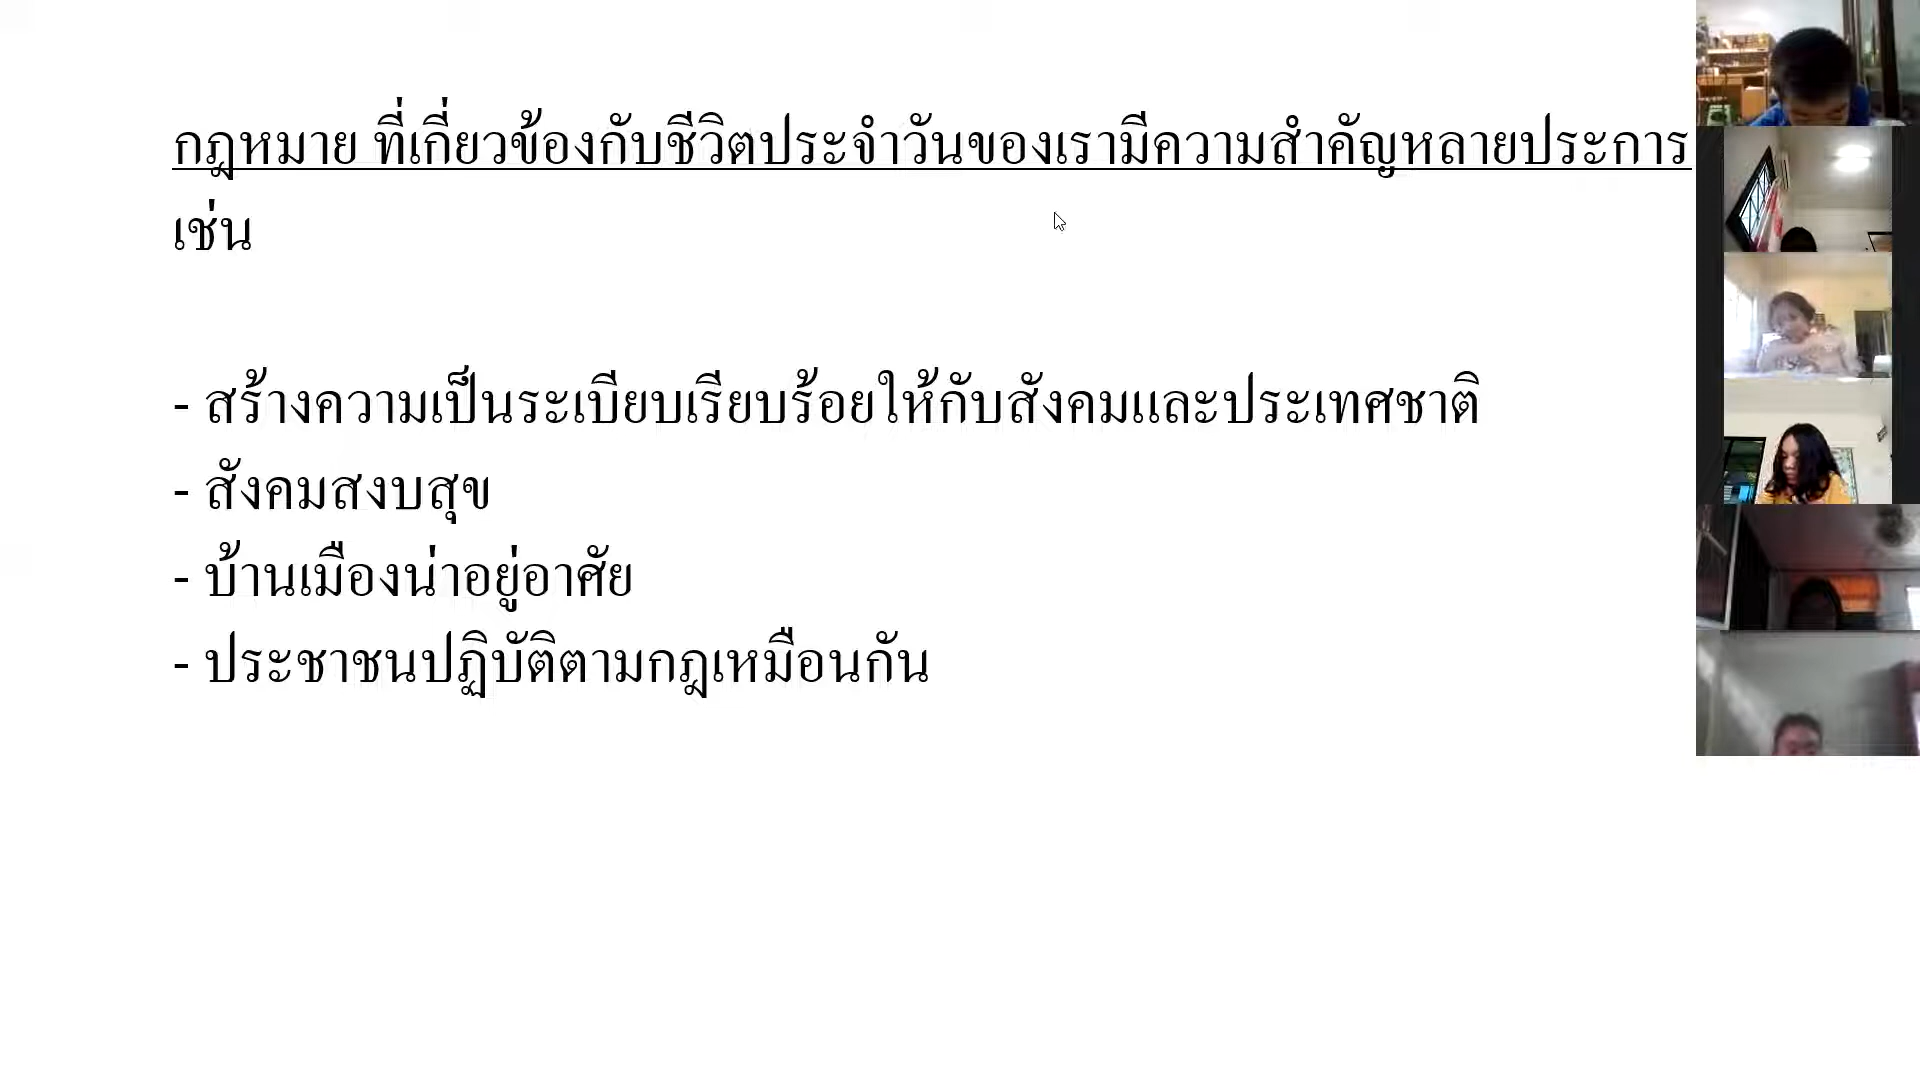 กฎหมาย ที่เกี่ยวข้องกับชีวิตประจำวันของเรามีความสำคัญหลายประการ
เช่น
- สร้างความเป็นระเบียบเรียบร้อยให้กับสังคมและประเทศชาติ
- สังคมสงบสุข
- บ้านเมืองน่าอยู่อาศัย
- ประชาชนปฏิบัติตามกฎเหมือนกัน